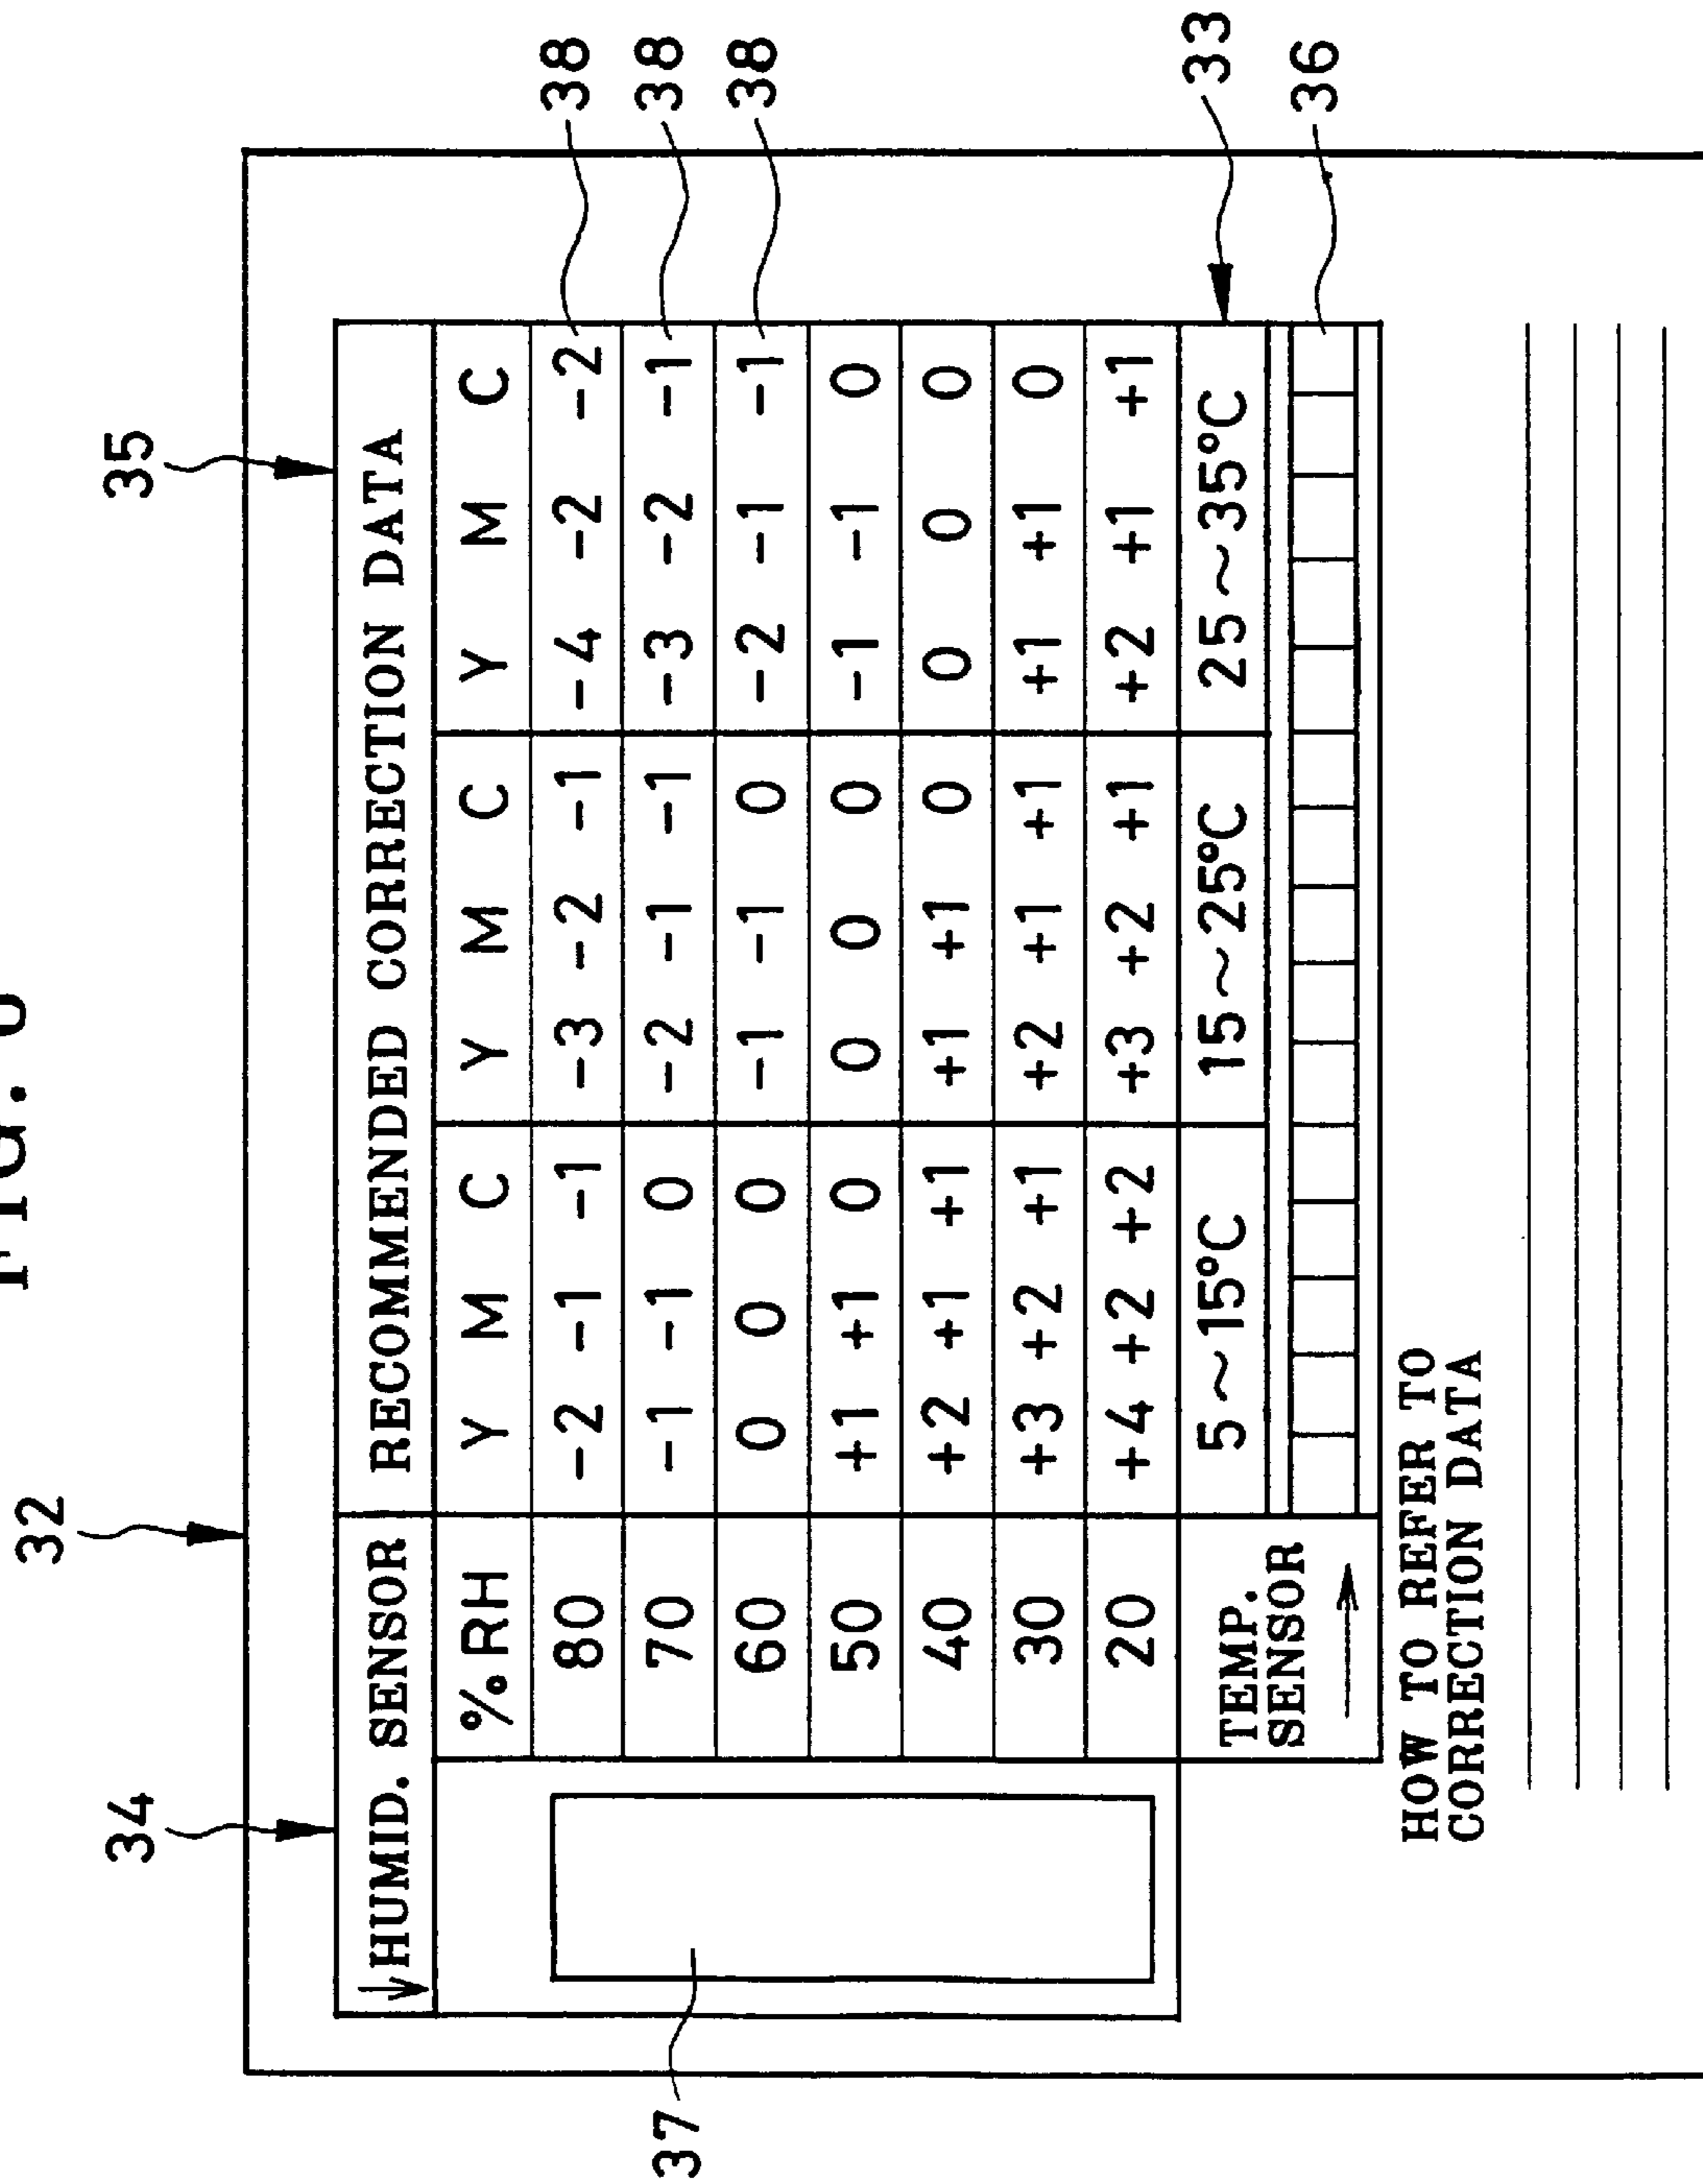 FIG.
32
34 35
↓HUMID. SENSOR RECOMMENDED CORRECTION DATA
%RH Y M C Y M C Y M C
80 -2 -1 -1 -3 -2 -1 -4 -2 -2 38
37 70 -1 -1 0 -2 -1 -1 -3 -2 -1 38
60 0 0 0 -1 -1 0 -2 -1 -1 38
50 +1 +1 0 0 0 0 -1 -1 0
40 +2 +1 +1 +1 +1 0 0 0 0
30 +3 +2 +1 +2 +1 +1 +1 +1 0
20 +4 +2 +2 +3 +2 +1 +2 +1 +1
TEMP. 5~15°C 15~25°C 25~35°C 33
SENSOR
→ 36
HOW TO REFER TO
CORRECTION DATA